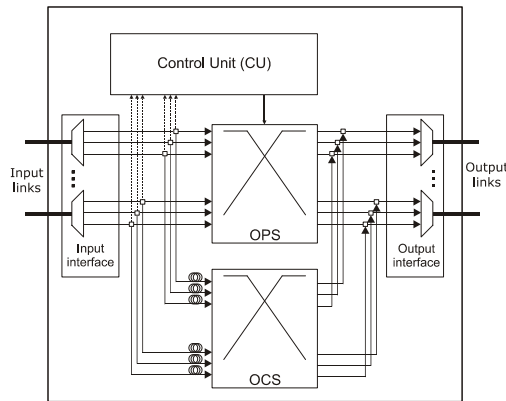 Control Unit (CU)
Input
links
Output
links
OPS
Input
interface
Output
interface
OCS